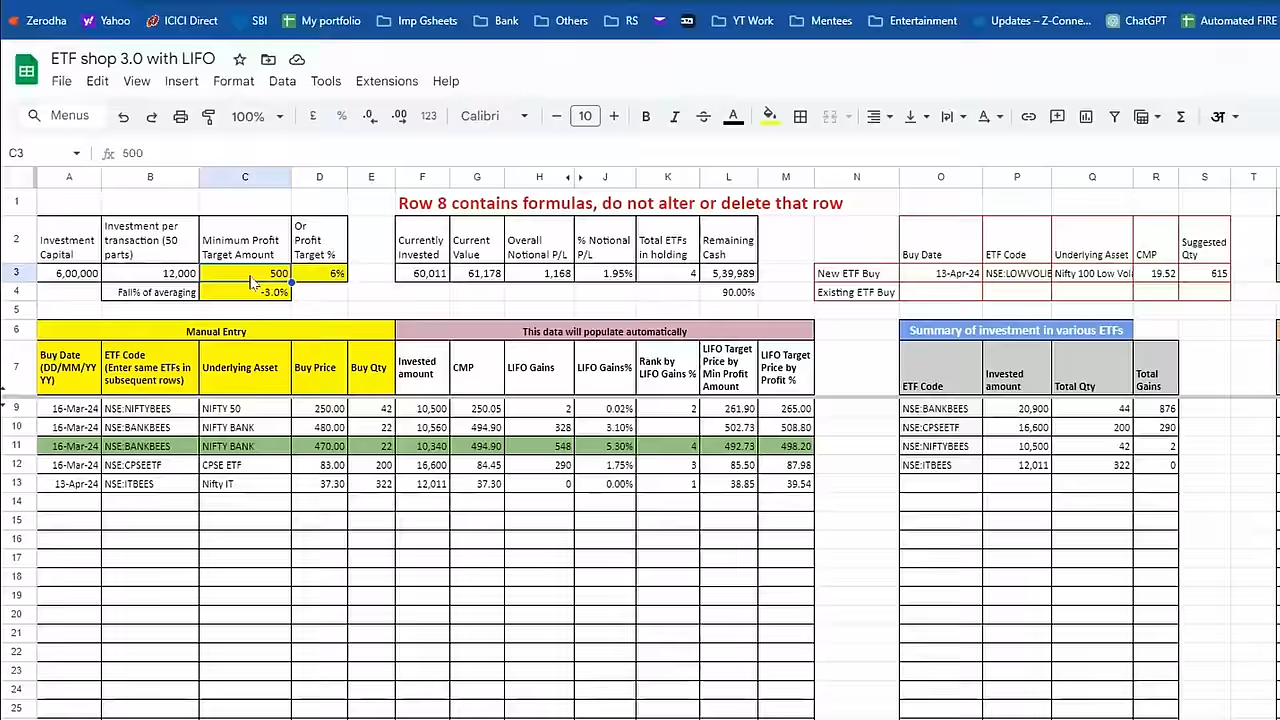 Zerodha Yahoo ICICI Direct SBI My portfolio Imp Gsheets Bank Others RS YT Work Mentees Entertainment Updates – Z-Conne... ChatGPT Automated FIRE
ETF shop 3.0 with LIFO
File Edit View Insert Format Data Tools Extensions Help
Menus 100% £ % .0 .00 123 Calibri 10 B I A Σ अ
C3 fx 500
A B C D E F G H J K L M N O P Q R S T
1 Row 8 contains formulas, do not alter or delete that row
2 Investment Capital Investment per transaction (50 parts) Minimum Profit Target Amount Or Profit Target % Currently Invested Current Value Overall Notional P/L % Notional P/L Total ETFs in holding Remaining Cash Buy Date ETF Code Underlying Asset CMP Suggested Qty
3 6,00,000 12,000 500 6% 60,011 61,178 1,168 1.95% 4 5,39,989 New ETF Buy 13-Apr-24 NSE:LOWVOLIE Nifty 100 Low Vola 19.52 615
4 Fall% of averaging -3.0% 90.00% Existing ETF Buy
5
6 Manual Entry This data will populate automatically Summary of investment in various ETFs
7 Buy Date (DD/MM/YYYY) ETF Code (Enter same ETFs in subsequent rows) Underlying Asset Buy Price Buy Qty Invested amount CMP LIFO Gains LIFO Gains% Rank by LIFO Gains % LIFO Target Price by Min Profit Amount LIFO Target Price by Profit % ETF Code Invested amount Total Qty Total Gains
9 16-Mar-24 NSE:NIFTYBEES NIFTY 50 250.00 42 10,500 250.05 2 0.02% 2 261.90 265.00 NSE:BANKBEES 20,900 44 876
10 16-Mar-24 NSE:BANKBEES NIFTY BANK 480.00 22 10,560 494.90 328 3.10% 502.73 508.80 NSE:CPSEETF 16,600 200 290
11 16-Mar-24 NSE:BANKBEES NIFTY BANK 470.00 22 10,340 494.90 548 5.30% 4 492.73 498.20 NSE:NIFTYBEES 10,500 42 2
12 16-Mar-24 NSE:CPSEETF CPSE ETF 83.00 200 16,600 84.45 290 1.75% 3 85.50 87.98 NSE:ITBEES 12,011 322 0
13 13-Apr-24 NSE:ITBEES Nifty IT 37.30 322 12,011 37.30 0 0.00% 1 38.85 39.54
14
15
16
17
18
19
20
21
22
23
24
25